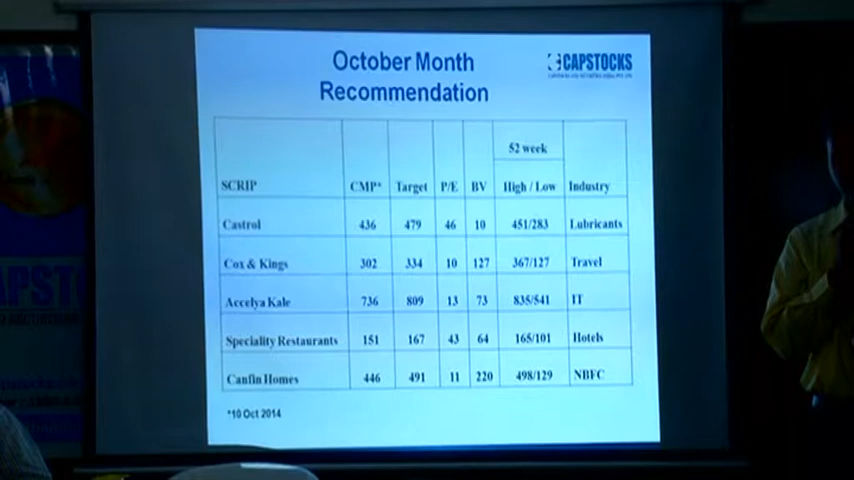 October Month
Recommendation
CAPSTOCKS
52 week
SCRIP CMP* Target P/E BV High / Low Industry
Castrol 436 479 46 10 451/283 Lubricants
Cox & Kings 302 334 10 127 367/127 Travel
Accelya Kale 736 809 13 73 835/541 IT
Speciality Restaurants 151 167 43 64 165/101 Hotels
Canfin Homes 446 491 11 220 498/129 NBFC
*10 Oct 2014